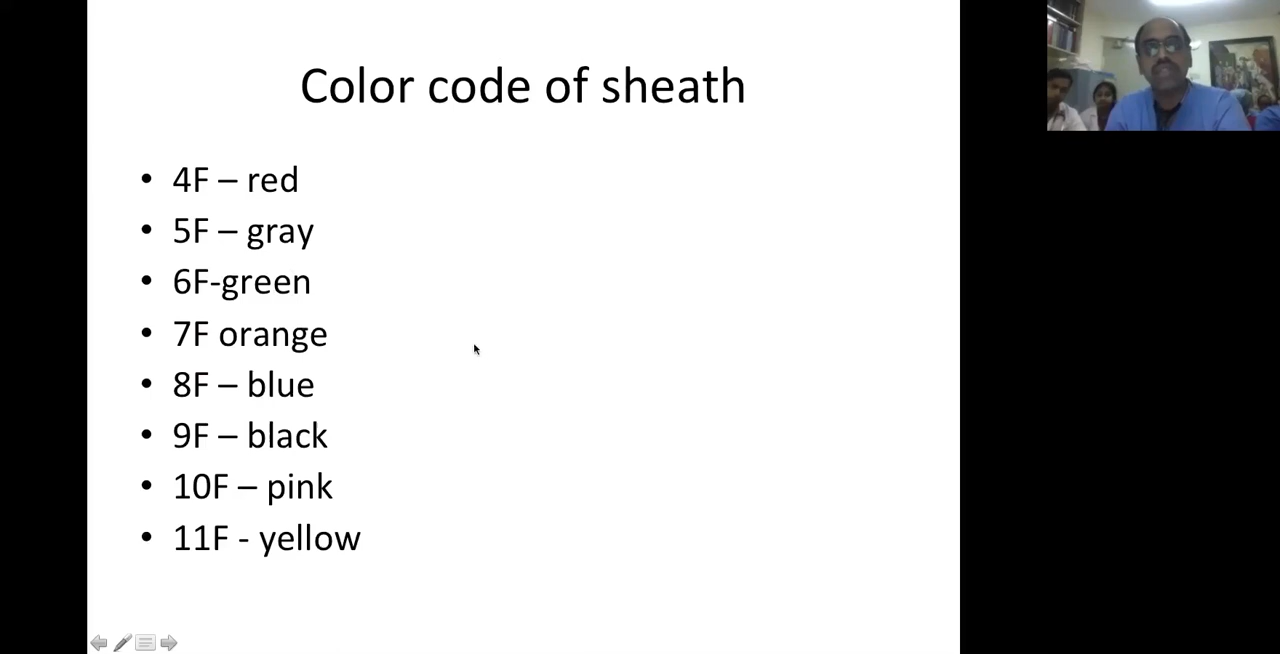 Color code of sheath
• 4F – red
• 5F – gray
• 6F-green
• 7F orange
• 8F – blue
• 9F – black
• 10F – pink
• 11F - yellow